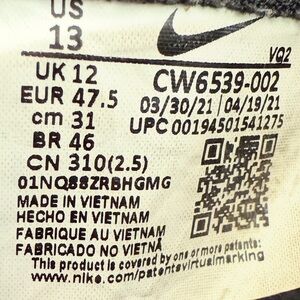 US
13
VQ2
UK 12
CW6539-002
EUR 47.5
03/30/21 | 04/19/21
cm 31
UPC 00194501541275
BR 46
CN 310(2.5)
01NQ88ZRBHGMG
MADE IN VIETNAM
HECHO EN VIETNAM
FABRIQUE AU VIETNAM
FABRICADO NO VIETNÃ
This product is covered by one or more patents:
www.nike.com/patentsvirtualmarking